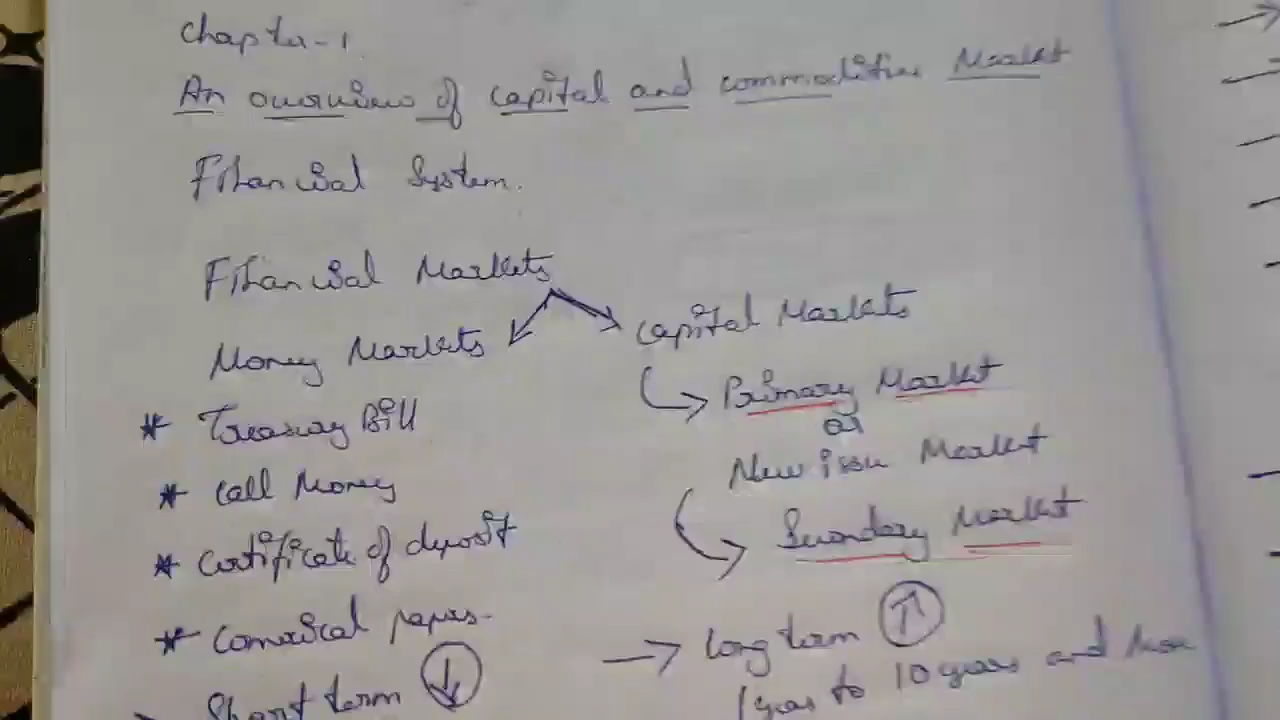 Chapter-1
An overview of capital and commodities Market
Financial System.
Financial Markets
Money Markets
Capital Markets
* Treasury Bill
* Call Money
* Certificate of deposit
* Comercical papers.
Short term ↓
→ Primary Market
or
New issue Market
→ Secondary Market
→ long term ↑
1 year to 10 years and More